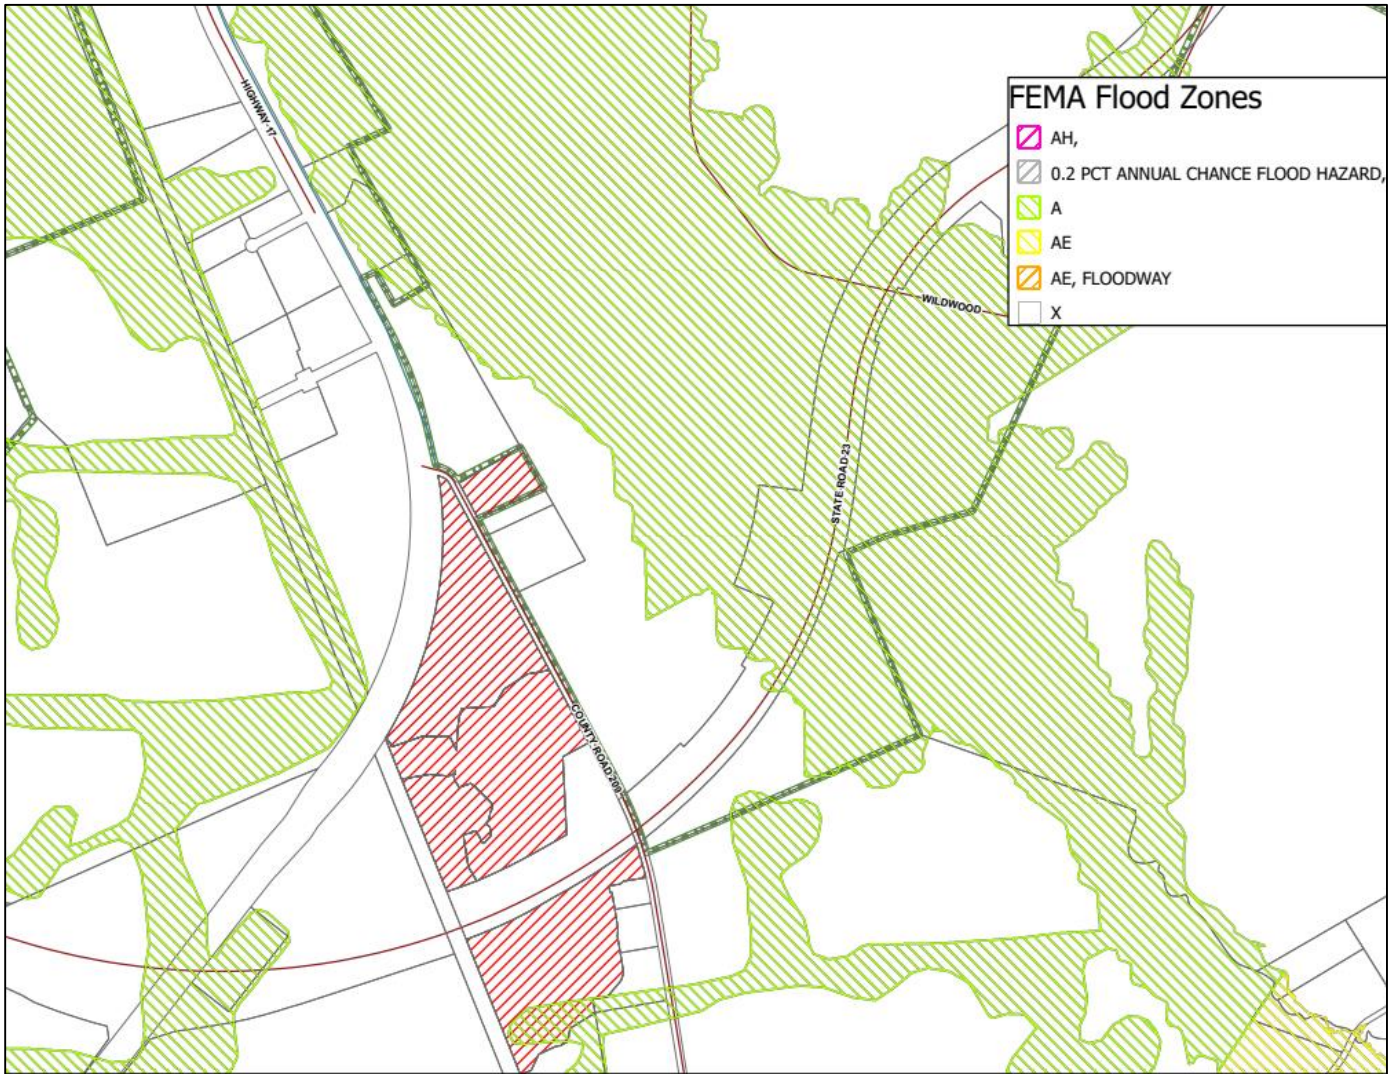 HIGHWAY 17
FEMA Flood Zones
AH,
0.2 PCT ANNUAL CHANCE FLOOD HAZARD,
A
AE
AE, FLOODWAY
X
WILDWOOD
STATE ROAD 23
COUNTY ROAD 209